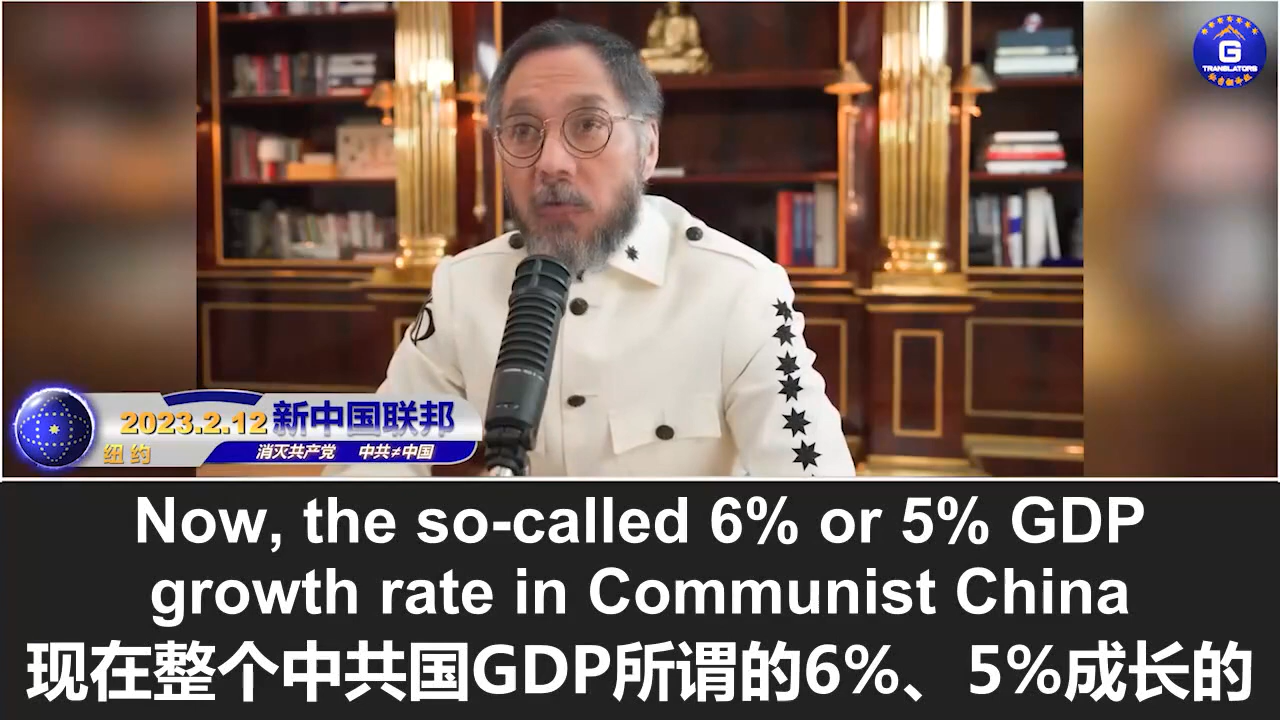 G
TRANSLATORS
2023.2.12 新中国联邦
纽约
消灭共产党 中共≠中国
Now, the so-called 6% or 5% GDP
growth rate in Communist China
现在整个中共国GDP所谓的6%、5%成长的